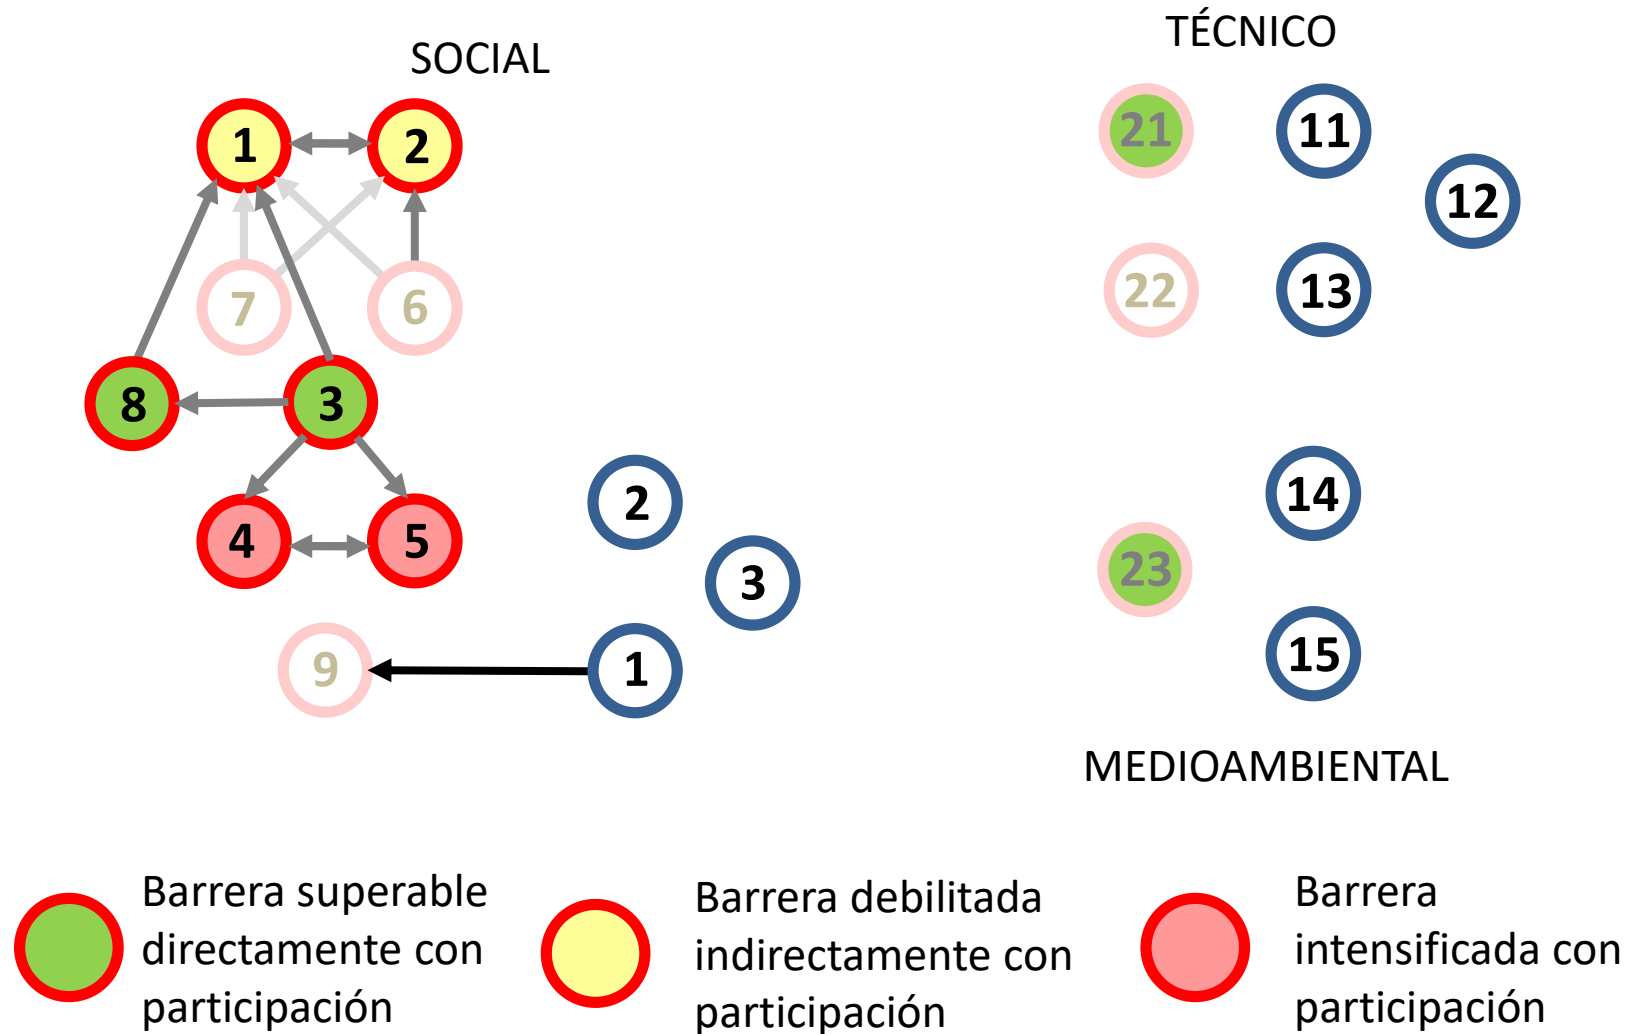 SOCIAL
TÉCNICO
1
2
21
11
12
7
6
22
13
8
3
4
5
2
14
3
23
9
1
15
MEDIOAMBIENTAL
Barrera superable
directamente con
participación
Barrera debilitada
indirectamente con
participación
Barrera
intensificada con
participación